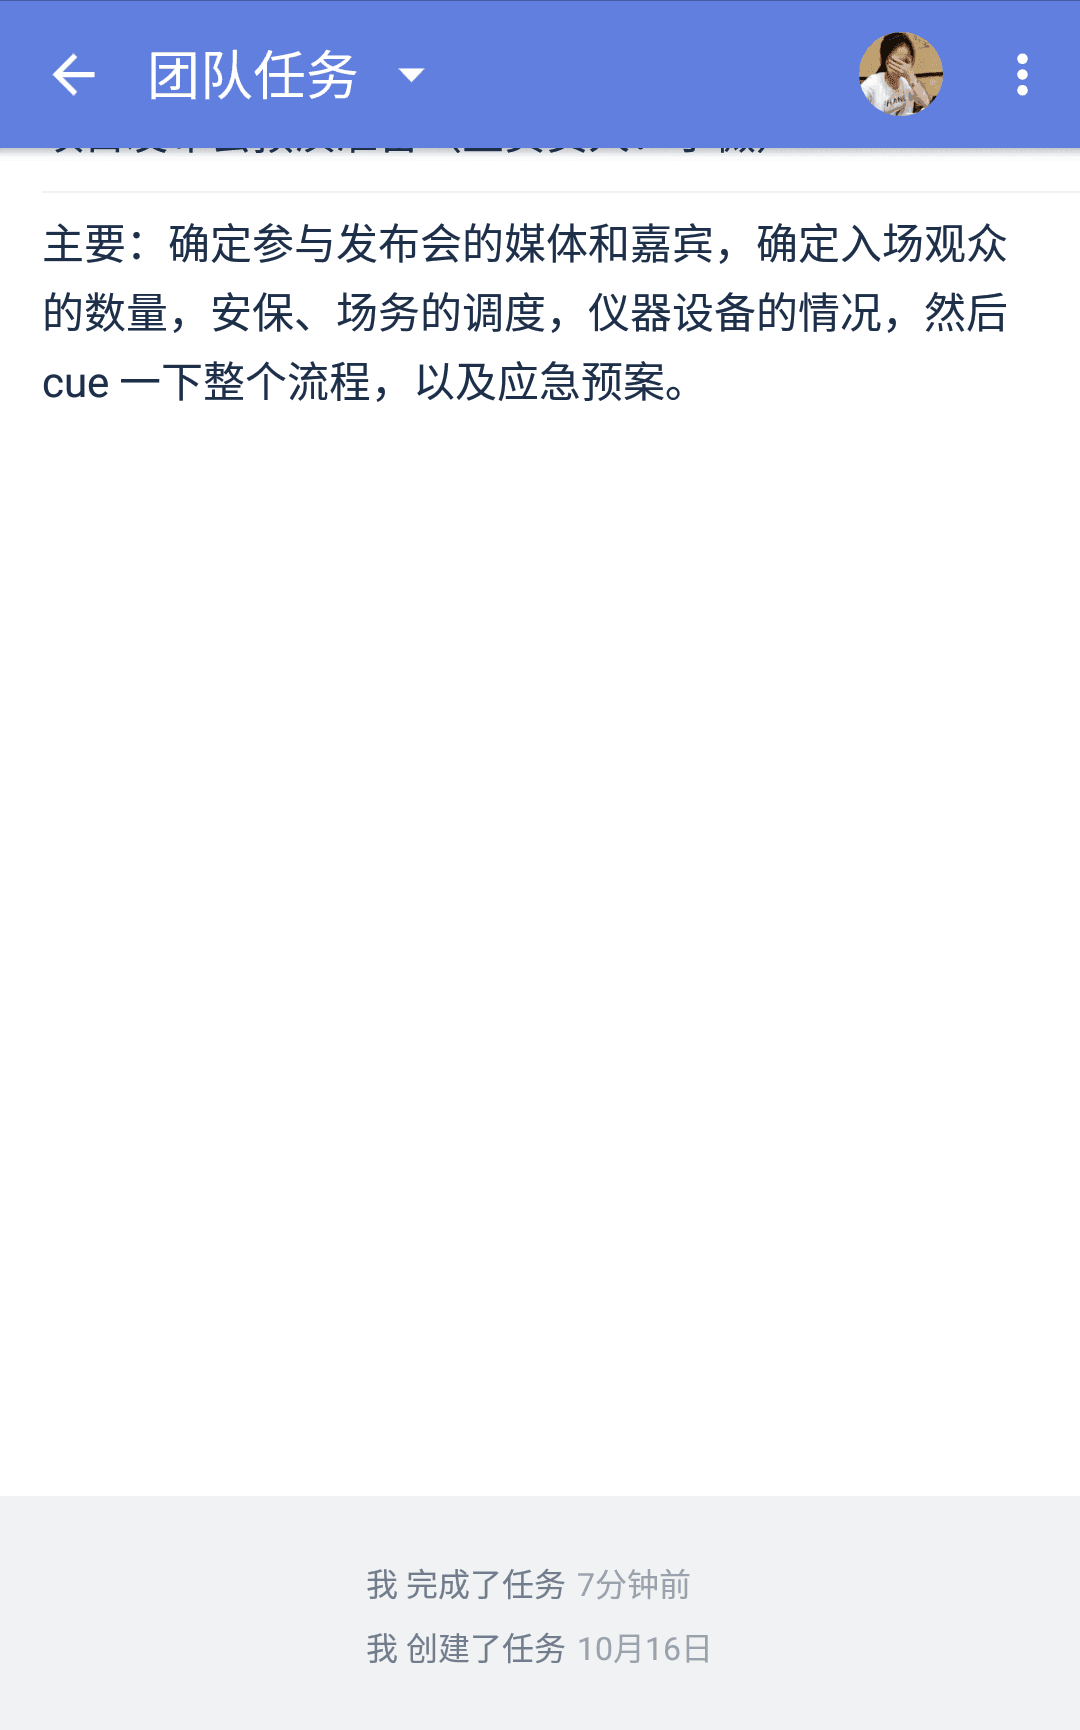 团队任务
主要：确定参与发布会的媒体和嘉宾，确定入场观众
的数量，安保、场务的调度，仪器设备的情况，然后
cue 一下整个流程，以及应急预案。
我 完成了任务 7分钟前
我 创建了任务 10月16日